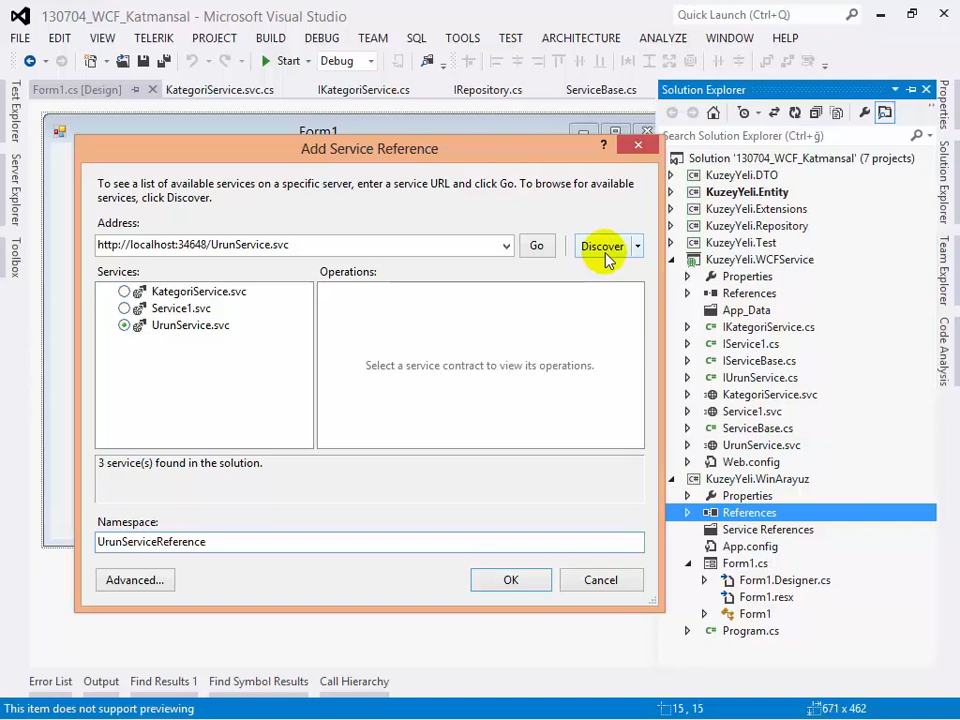 130704_WCF_Katmansal - Microsoft Visual Studio
Quick Launch (Ctrl+Q)
FILE EDIT VIEW TELERIK PROJECT BUILD DEBUG TEAM SQL TOOLS TEST ARCHITECTURE ANALYZE WINDOW HELP
Start Debug
Form1.cs [Design] KategoriService.svc.cs IKategoriService.cs IRepository.cs ServiceBase.cs
Test Explorer
Server Explorer
Toolbox
Form1
Add Service Reference
?
To see a list of available services on a specific server, enter a service URL and click Go. To browse for available
services, click Discover.
Address:
http://localhost:34648/UrunService.svc
Go
Discover
Services:
Operations:
KategoriService.svc
Service1.svc
UrunService.svc
Select a service contract to view its operations.
3 service(s) found in the solution.
Namespace:
UrunServiceReference
Advanced...
OK
Cancel
Solution Explorer
Search Solution Explorer (Ctrl+ğ)
Solution '130704_WCF_Katmansal' (7 projects)
KuzeyYeli.DTO
KuzeyYeli.Entity
KuzeyYeli.Extensions
KuzeyYeli.Repository
KuzeyYeli.Test
KuzeyYeli.WCFService
Properties
References
App_Data
IKategoriService.cs
IService1.cs
IServiceBase.cs
IUrunService.cs
KategoriService.svc
Service1.svc
ServiceBase.cs
UrunService.svc
Web.config
KuzeyYeli.WinArayuz
Properties
References
Service References
App.config
Form1.cs
Form1.Designer.cs
Form1.resx
Form1
Program.cs
Properties
Solution Explorer
Team Explorer
Code Analysis
Error List Output Find Results 1 Find Symbol Results Call Hierarchy
This item does not support previewing
15 , 15
671 x 462